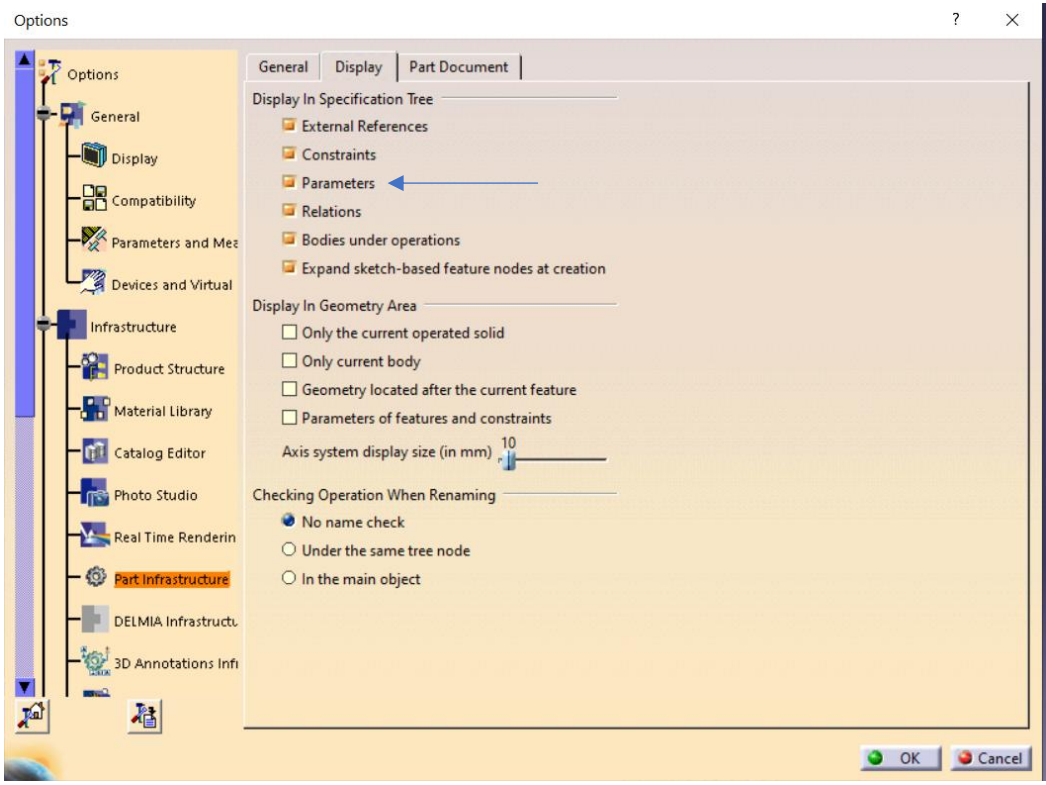 Options
?
General Display Part Document
Options
General
Display
Compatibility
Parameters and Mea
Devices and Virtual
Infrastructure
Product Structure
Material Library
Catalog Editor
Photo Studio
Real Time Renderin
Part Infrastructure
DELMIA Infrastructu
3D Annotations Infr
Display In Specification Tree
External References
Constraints
Parameters
Relations
Bodies under operations
Expand sketch-based feature nodes at creation
Display In Geometry Area
Only the current operated solid
Only current body
Geometry located after the current feature
Parameters of features and constraints
Axis system display size (in mm) 10
Checking Operation When Renaming
No name check
Under the same tree node
In the main object
OK Cancel